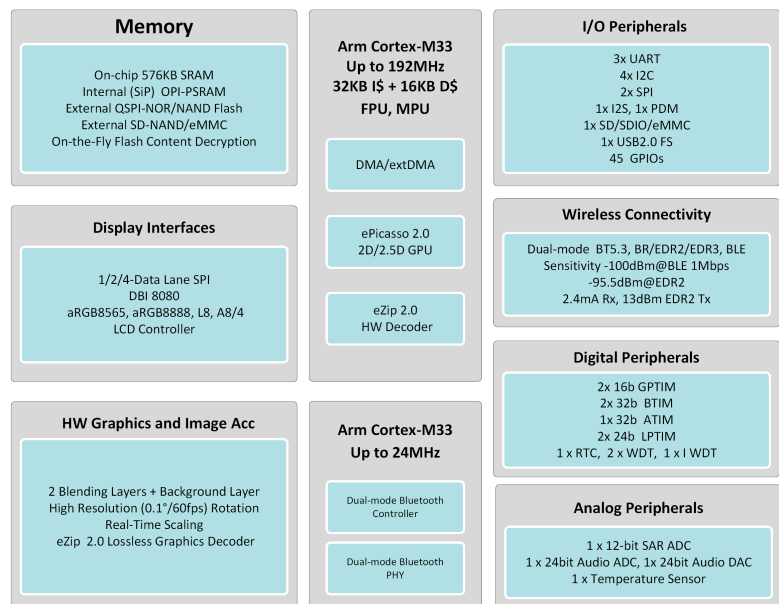 Memory
On-chip 576KB SRAM
Internal (SiP) OPI-PSRAM
External QSPI-NOR/NAND Flash
External SD-NAND/eMMC
On-the-Fly Flash Content Decryption
Display Interfaces
1/2/4-Data Lane SPI
DBI 8080
aRGB8565, aRGB8888, L8, A8/4
LCD Controller
HW Graphics and Image Acc
2 Blending Layers + Background Layer
High Resolution (0.1°/60fps) Rotation
Real-Time Scaling
eZip 2.0 Lossless Graphics Decoder
Arm Cortex-M33
Up to 192MHz
32KB I$ + 16KB D$
FPU, MPU
DMA/extDMA
ePicasso 2.0
2D/2.5D GPU
eZip 2.0
HW Decoder
Arm Cortex-M33
Up to 24MHz
Dual-mode Bluetooth
Controller
Dual-mode Bluetooth
PHY
I/O Peripherals
3x UART
4x I2C
2x SPI
1x I2S, 1x PDM
1x SD/SDIO/eMMC
1x USB2.0 FS
45 GPIOs
Wireless Connectivity
Dual-mode BT5.3, BR/EDR2/EDR3, BLE
Sensitivity -100dBm@BLE 1Mbps
-95.5dBm@EDR2
2.4mA Rx, 13dBm EDR2 Tx
Digital Peripherals
2x 16b GPTIM
2x 32b BTIM
1x 32b ATIM
2x 24b LPTIM
1 x RTC, 2 x WDT, 1 x I WDT
Analog Peripherals
1 x 12-bit SAR ADC
1 x 24bit Audio ADC, 1x 24bit Audio DAC
1 x Temperature Sensor